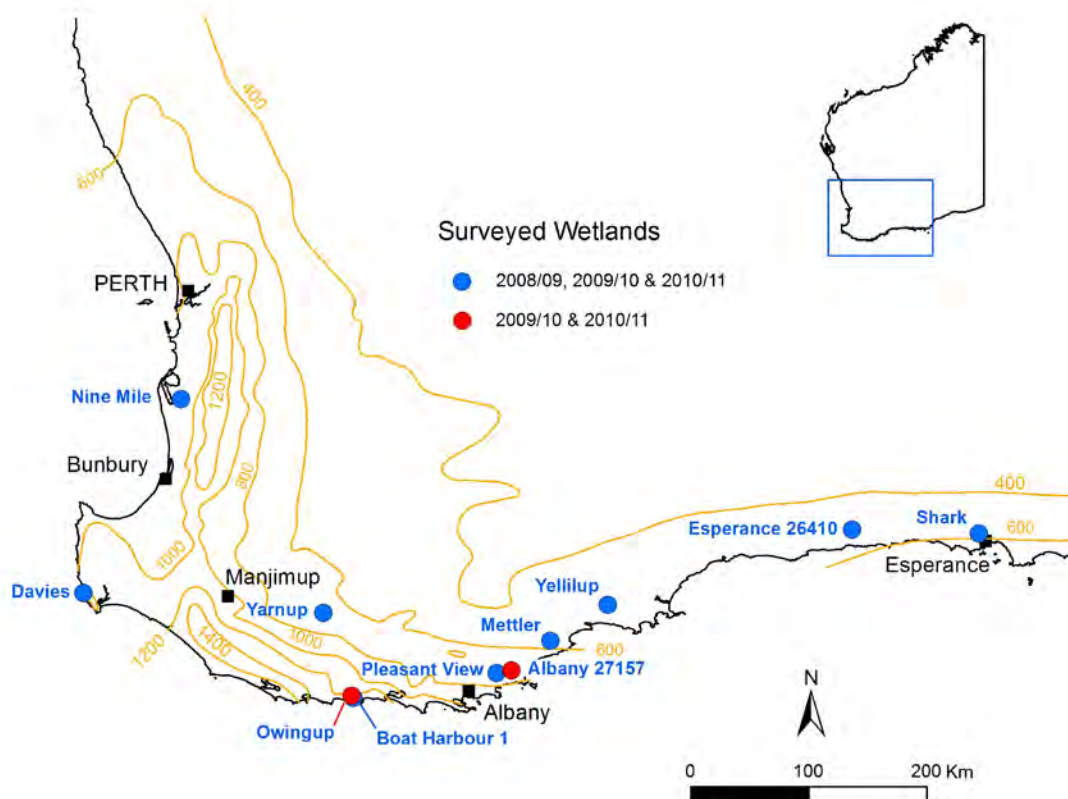 400
600
Surveyed Wetlands
2008/09, 2009/10 & 2010/11
2009/10 & 2010/11
PERTH
1200
Nine Mile
Bunbury
800
1000
400
Esperance 26410
Shark
600
Esperance
Manjimup
Davies
Yarnup
Yellilup
Mettler
1000
600
1200
1400
Pleasant View
Albany 27157
Albany
N
Owingup
Boat Harbour 1
0 100 200 Km